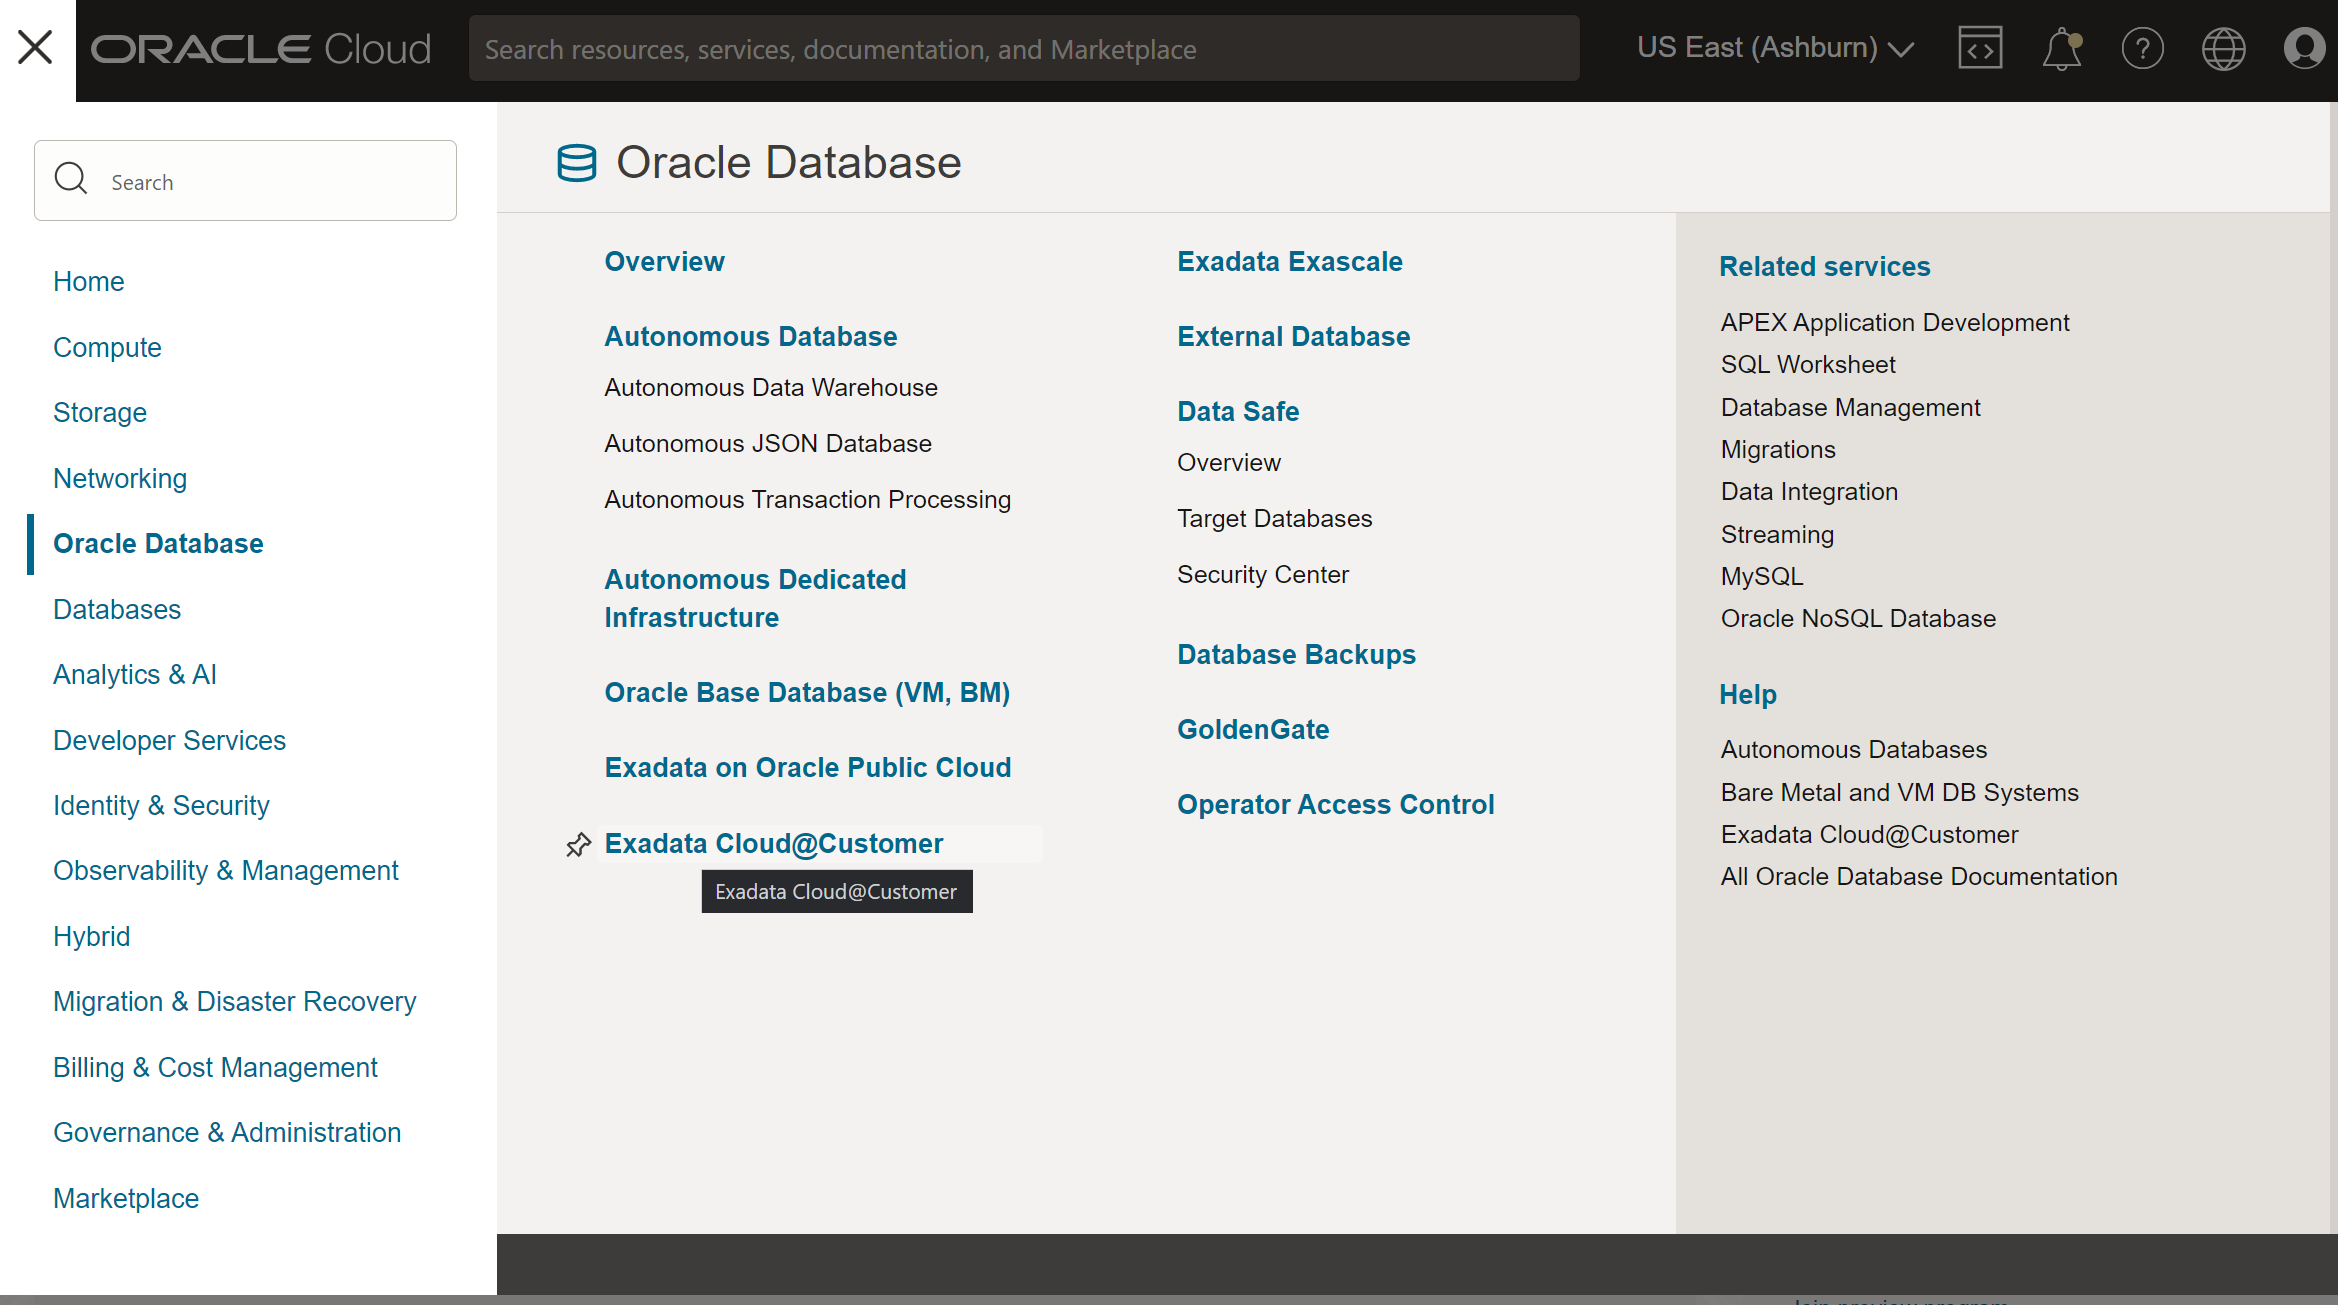 ORACLE Cloud
Search resources, services, documentation, and Marketplace
US East (Ashburn)
Search
Home
Compute
Storage
Networking
Oracle Database
Databases
Analytics & AI
Developer Services
Identity & Security
Observability & Management
Hybrid
Migration & Disaster Recovery
Billing & Cost Management
Governance & Administration
Marketplace
Oracle Database
Overview
Autonomous Database
Autonomous Data Warehouse
Autonomous JSON Database
Autonomous Transaction Processing
Autonomous Dedicated
Infrastructure
Oracle Base Database (VM, BM)
Exadata on Oracle Public Cloud
Exadata Cloud@Customer
Exadata Cloud@Customer
Exadata Exascale
External Database
Data Safe
Overview
Target Databases
Security Center
Database Backups
GoldenGate
Operator Access Control
Related services
APEX Application Development
SQL Worksheet
Database Management
Migrations
Data Integration
Streaming
MySQL
Oracle NoSQL Database
Help
Autonomous Databases
Bare Metal and VM DB Systems
Exadata Cloud@Customer
All Oracle Database Documentation